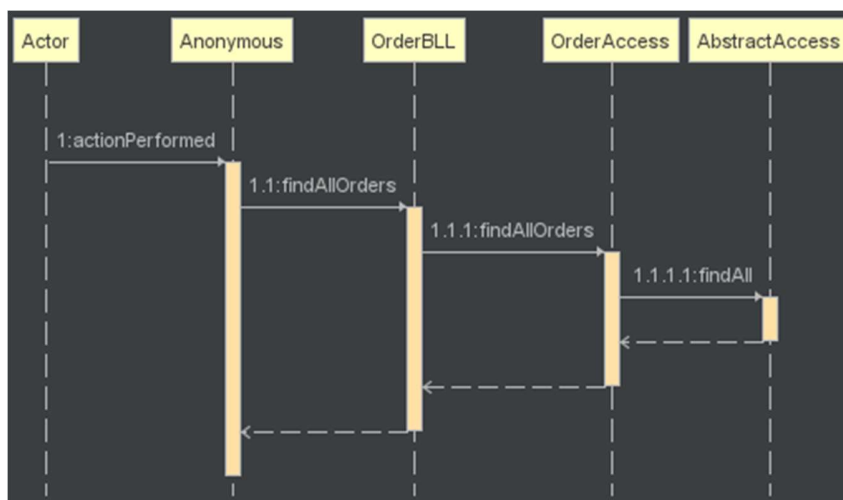 Actor
Anonymous
OrderBLL
OrderAccess
AbstractAccess
1:actionPerformed
1.1:findAllOrders
1.1.1:findAllOrders
1.1.1.1:findAll